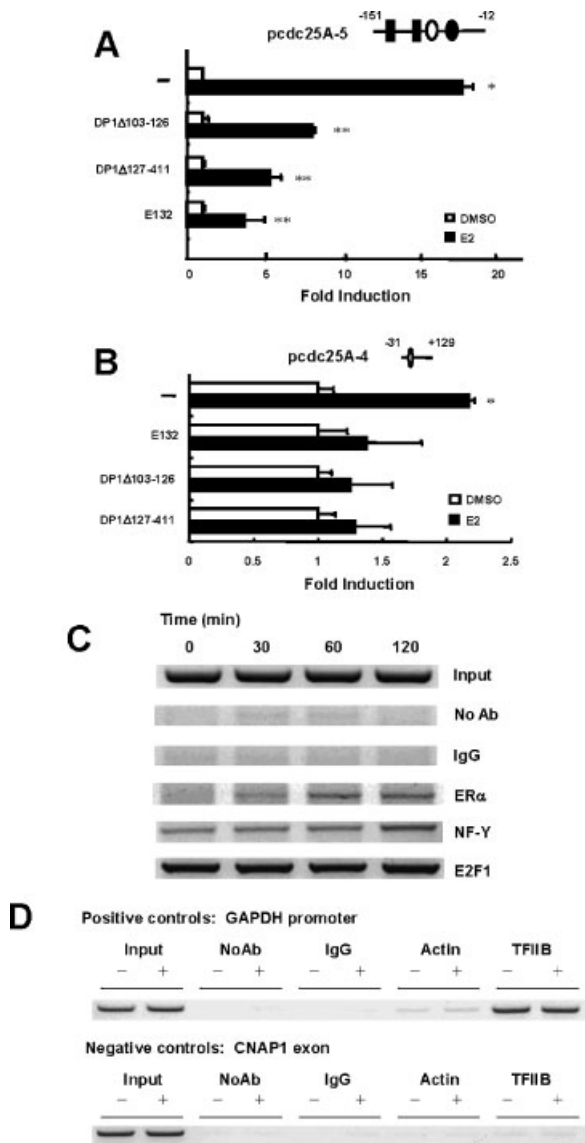 A
pcdc25A-5
-151
-12
–
*
DP1Δ103-126
**
DP1Δ127-411
**
E132
**
DMSO
E2
0 5 10 15 20
Fold Induction
B
pcdc25A-4
-31
+129
–
*
E132
DP1Δ103-126
DP1Δ127-411
DMSO
E2
0 0.5 1 1.5 2 2.5
Fold Induction
C
Time (min)
0 30 60 120
Input
No Ab
IgG
ERα
NF-Y
E2F1
D
Positive controls: GAPDH promoter
Input NoAb IgG Actin TFIIB
– + – + – + – + – +
Negative controls: CNAP1 exon
Input NoAb IgG Actin TFIIB
– + – + – + – + – +